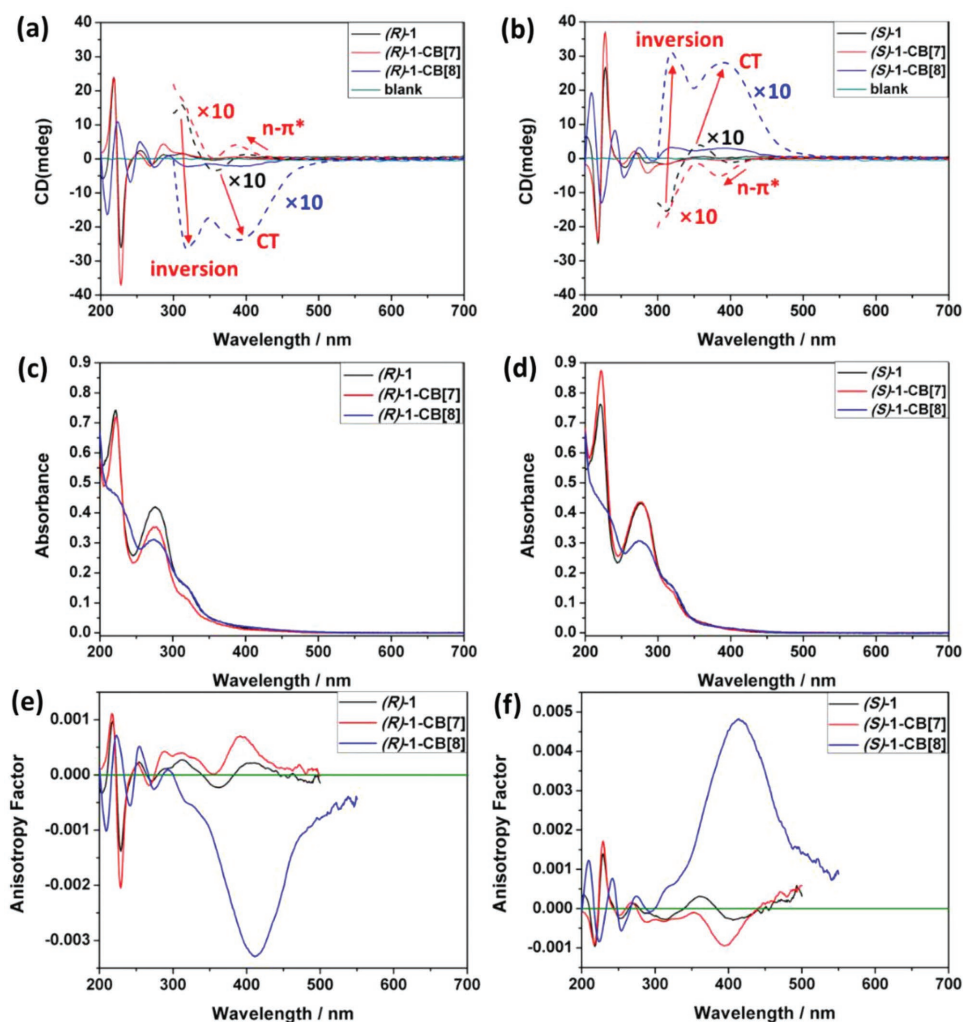 (a)
40
30
20
10
0
-10
-20
-30
-40
CD(mdeg)
(R)-1
(R)-1-CB[7]
(R)-1-CB[8]
blank
×10
n-π*
×10
×10
CT
inversion
200 300 400 500 600 700
Wavelength / nm
(b)
40
30
20
10
0
-10
-20
-30
-40
CD(mdeg)
(S)-1
(S)-1-CB[7]
(S)-1-CB[8]
blank
inversion
CT
×10
×10
n-π*
×10
200 300 400 500 600 700
Wavelength / nm
(c)
0.9
0.8
0.7
0.6
0.5
0.4
0.3
0.2
0.1
0.0
Absorbance
(R)-1
(R)-1-CB[7]
(R)-1-CB[8]
200 300 400 500 600 700
Wavelength / nm
(d)
0.9
0.8
0.7
0.6
0.5
0.4
0.3
0.2
0.1
0.0
Absorbance
(S)-1
(S)-1-CB[7]
(S)-1-CB[8]
200 300 400 500 600 700
Wavelength / nm
(e)
0.001
0.000
-0.001
-0.002
-0.003
Anisotropy Factor
(R)-1
(R)-1-CB[7]
(R)-1-CB[8]
200 300 400 500 600 700
Wavelength / nm
(f)
0.005
0.004
0.003
0.002
0.001
0.000
-0.001
Anisotropy Factor
(S)-1
(S)-1-CB[7]
(S)-1-CB[8]
200 300 400 500 600 700
Wavelength / nm